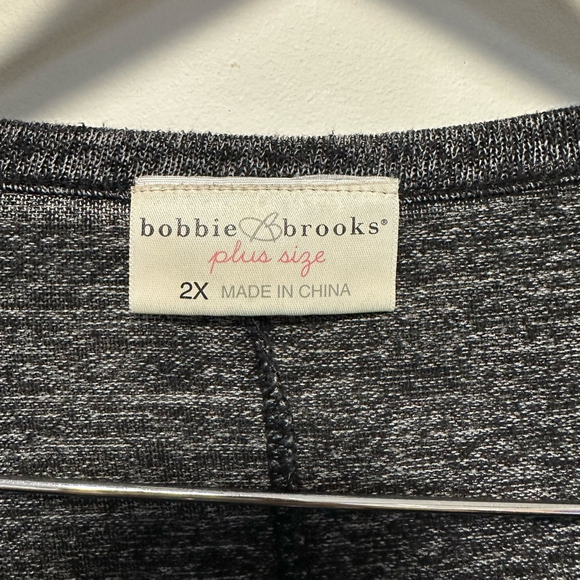 bobbie B brooks®
plus size
2X MADE IN CHINA